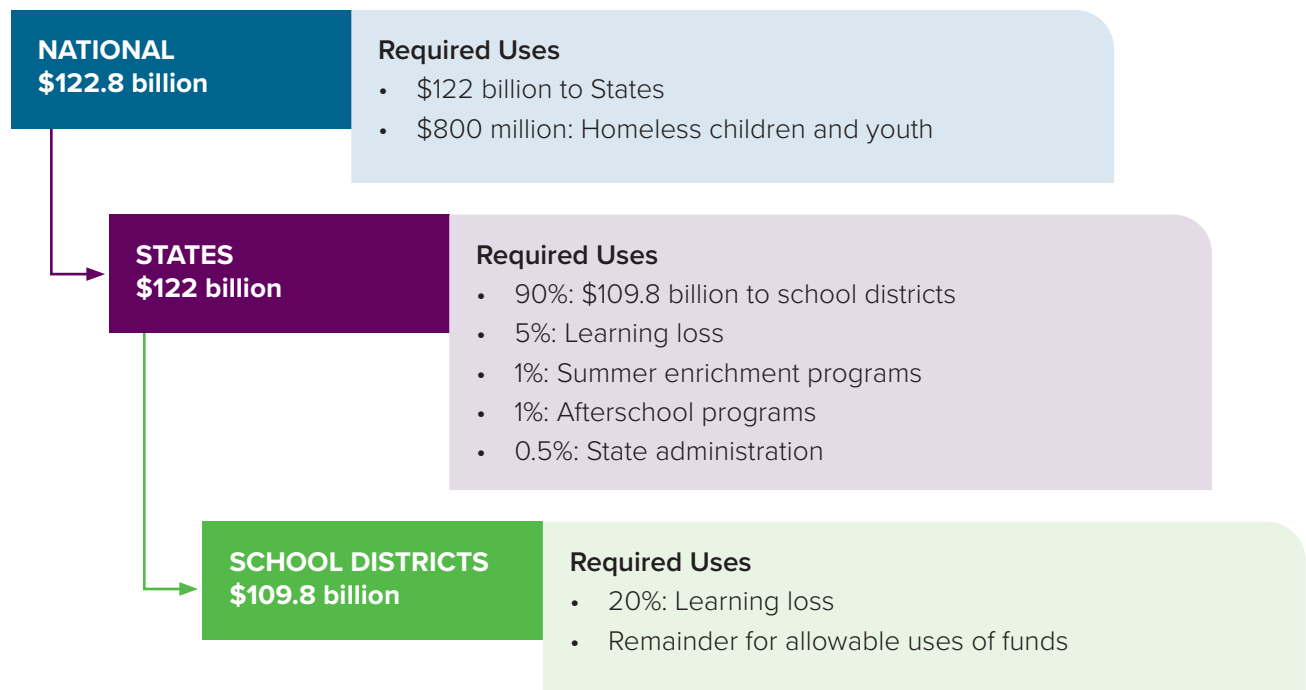 NATIONAL
$122.8 billion
Required Uses
• $122 billion to States
• $800 million: Homeless children and youth
STATES
$122 billion
Required Uses
• 90%: $109.8 billion to school districts
• 5%: Learning loss
• 1%: Summer enrichment programs
• 1%: Afterschool programs
• 0.5%: State administration
SCHOOL DISTRICTS
$109.8 billion
Required Uses
• 20%: Learning loss
• Remainder for allowable uses of funds